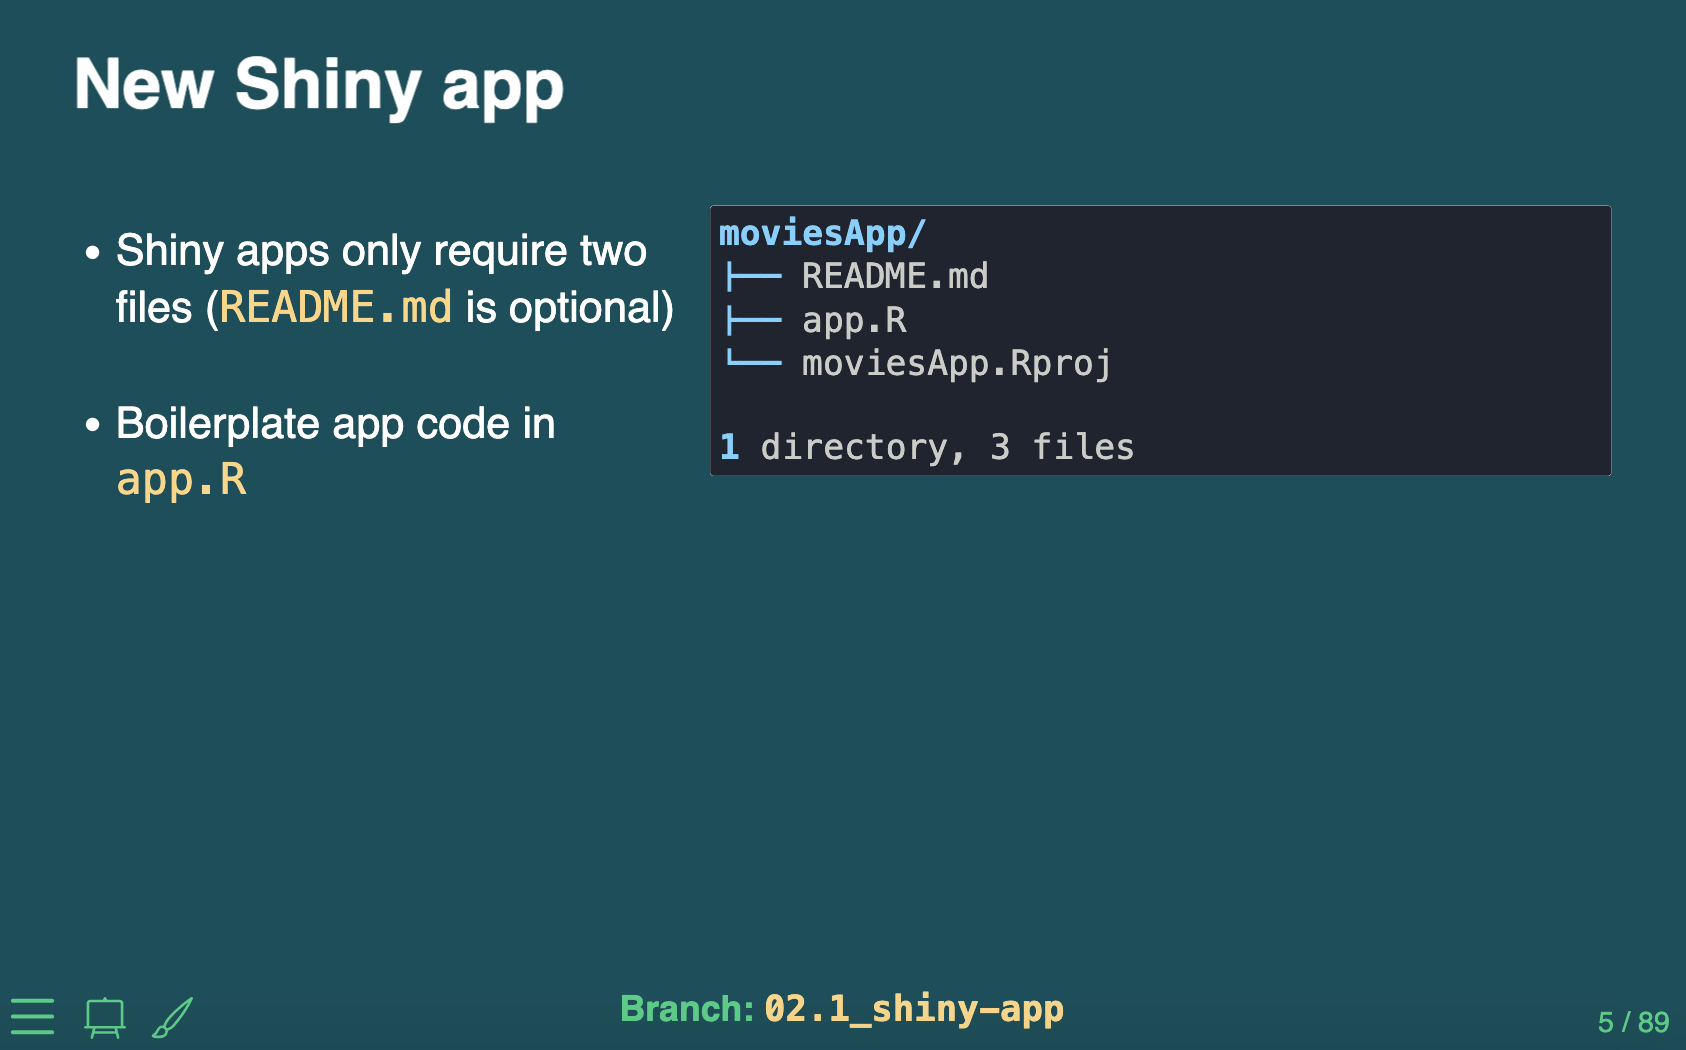 New Shiny app
• Shiny apps only require two
files (README.md is optional)
• Boilerplate app code in
app.R
moviesApp/
├── README.md
├── app.R
└── moviesApp.Rproj
1 directory, 3 files
Branch: 02.1_shiny-app
5 / 89